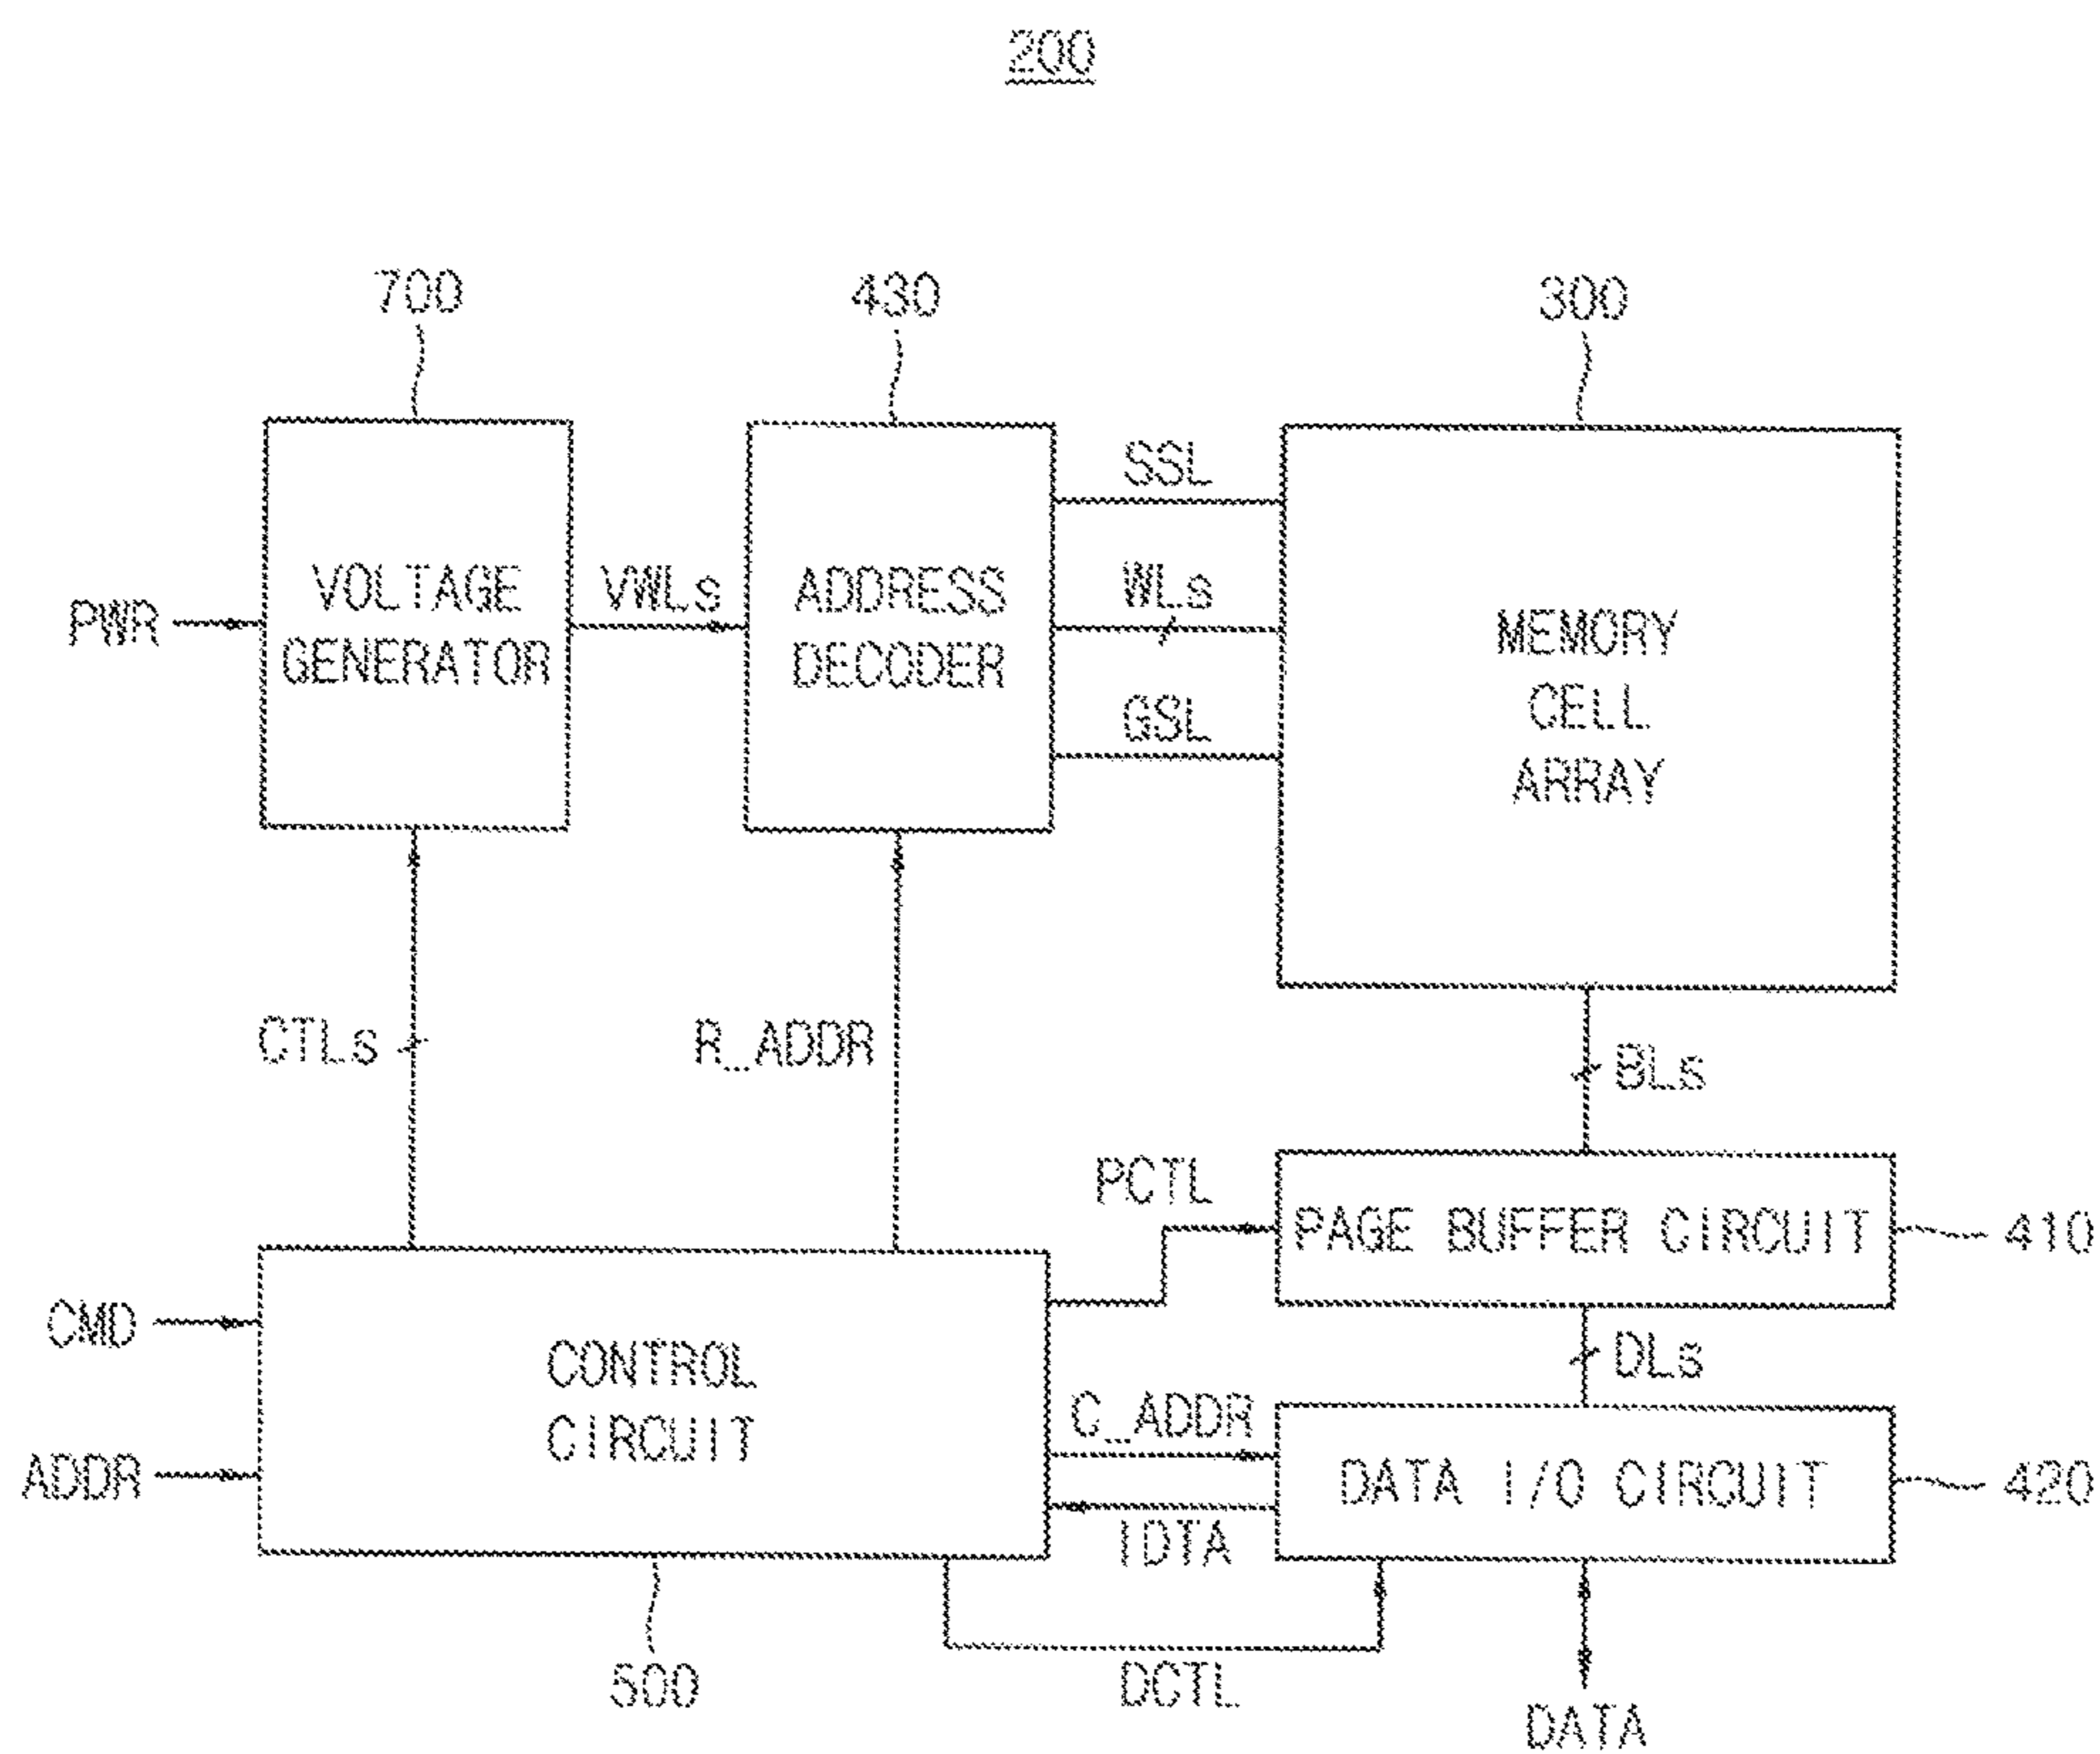 200
700
430
300
SSL
VOLTAGE
GENERATOR
VWLs
ADDRESS
DECODER
WLs
PWR
GSL
MEMORY
CELL
ARRAY
CTLs
R_ADDR
BLs
PCTL
PAGE BUFFER CIRCUIT
410
CMD
CONTROL
CIRCUIT
DLs
C_ADDR
ADDR
DATA I/O CIRCUIT
420
IDTA
500
DCTL
DATA